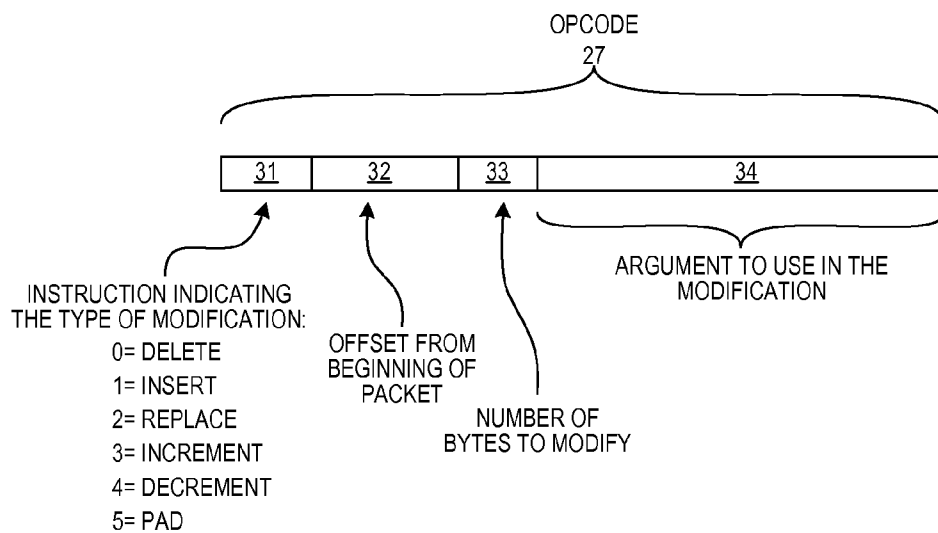 OPCODE
27
31 32 33 34
INSTRUCTION INDICATING
THE TYPE OF MODIFICATION:
0= DELETE
1= INSERT
2= REPLACE
3= INCREMENT
4= DECREMENT
5= PAD
OFFSET FROM
BEGINNING OF
PACKET
NUMBER OF
BYTES TO MODIFY
ARGUMENT TO USE IN THE
MODIFICATION